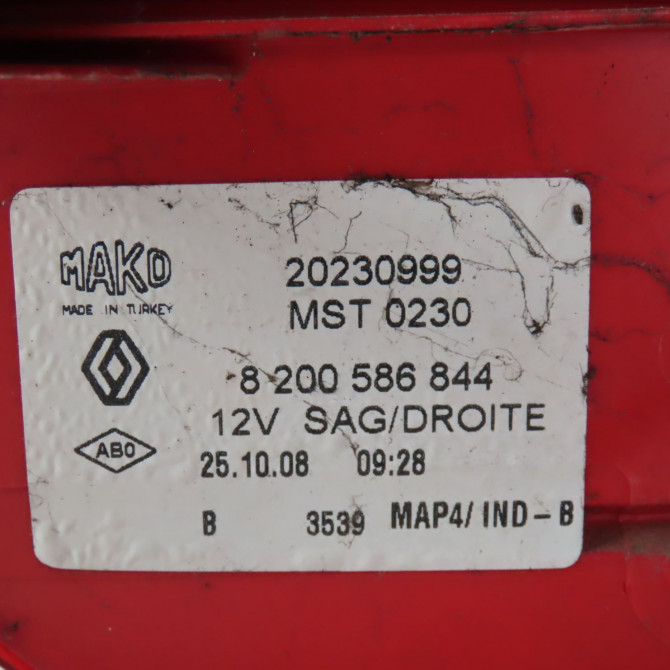 MAKO
MADE IN TURKEY
20230999
MST 0230
8 200 586 844
12V SAG/DROITE
ABO
25.10.08 09:28
B 3539 MAP4/ IND-B